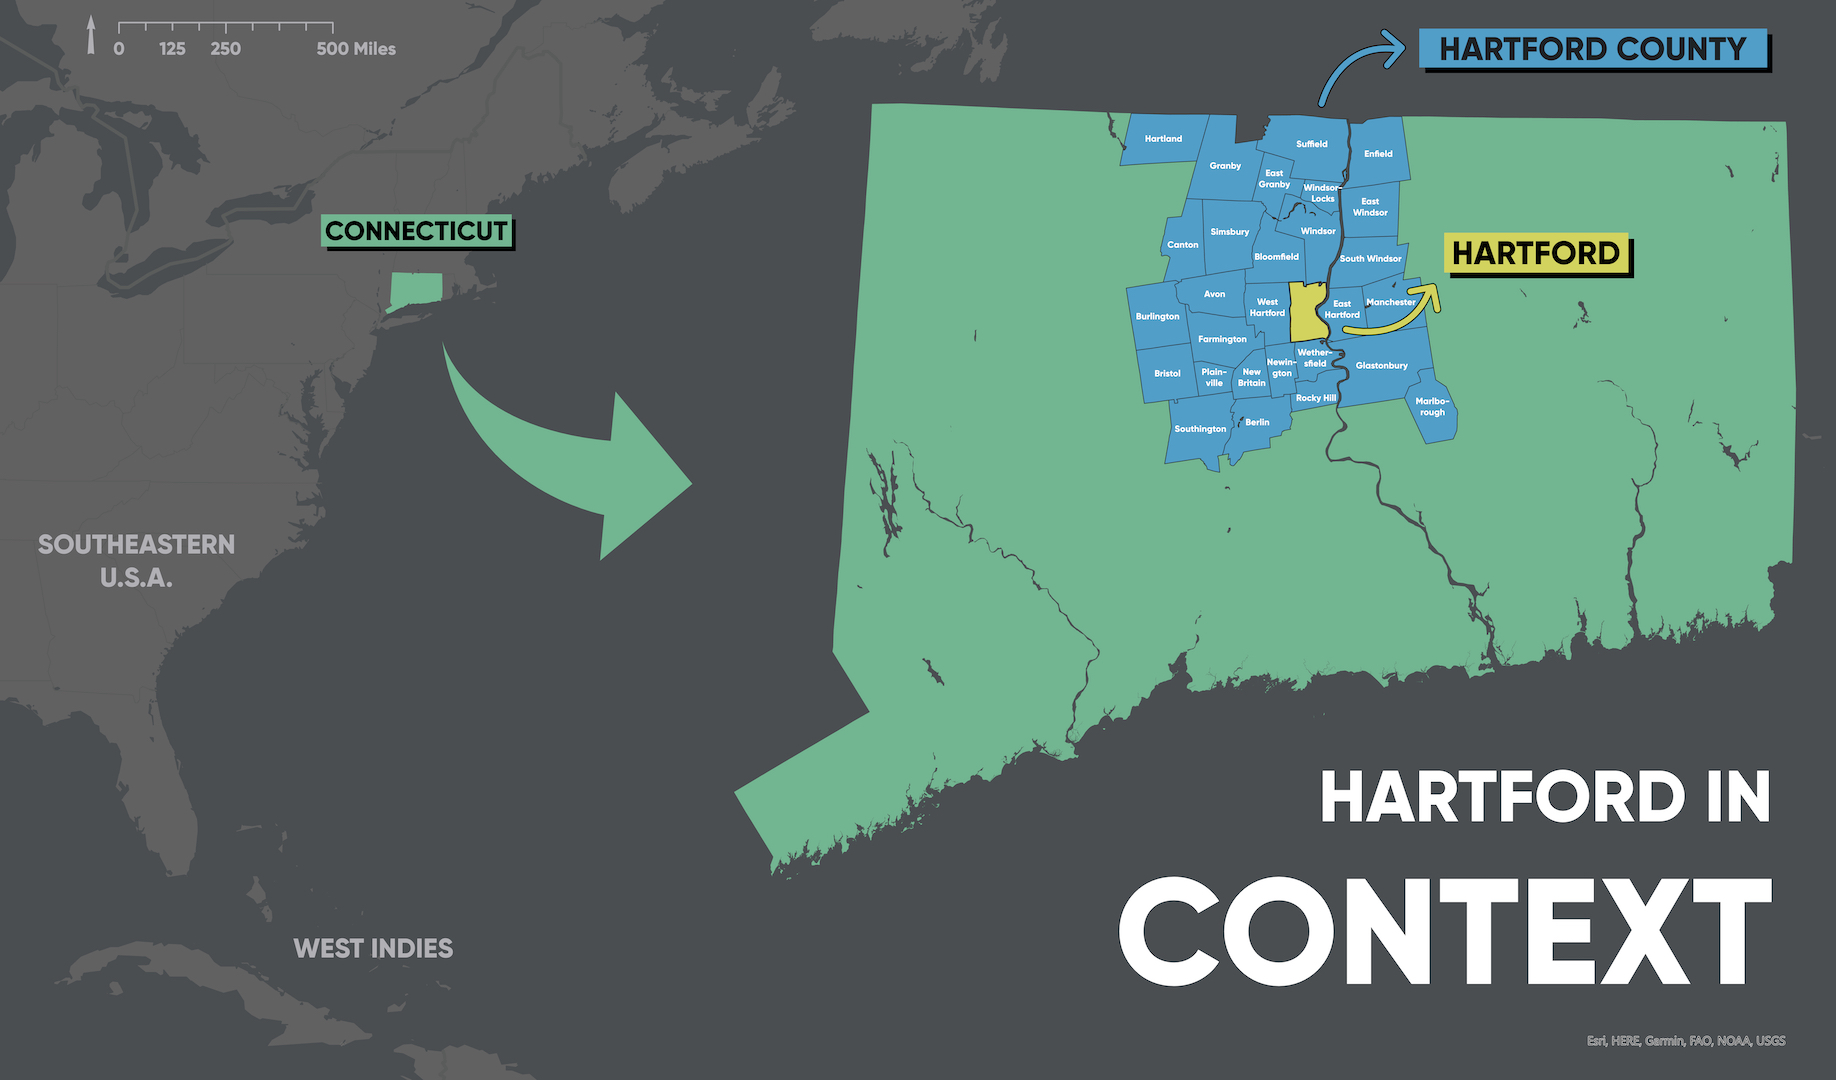 0 125 250 500 Miles
HARTFORD COUNTY
CONNECTICUT
HARTFORD
Hartland
Granby
Suffield
Enfield
East
Granby
Windsor-
Locks
East
Windsor
Canton
Simsbury
Windsor
Bloomfield
South Windsor
Burlington
Avon
West
Hartford
East
Hartford
Manchester
Farmington
Bristol
Plain-
ville
New
Britain
Newin-
gton
Wether-
sfield
Glastonbury
Rocky Hill
Marlbo-
rough
Southington
Berlin
SOUTHEASTERN
U.S.A.
WEST INDIES
HARTFORD IN
CONTEXT
Esri, HERE, Garmin, FAO, NOAA, USGS